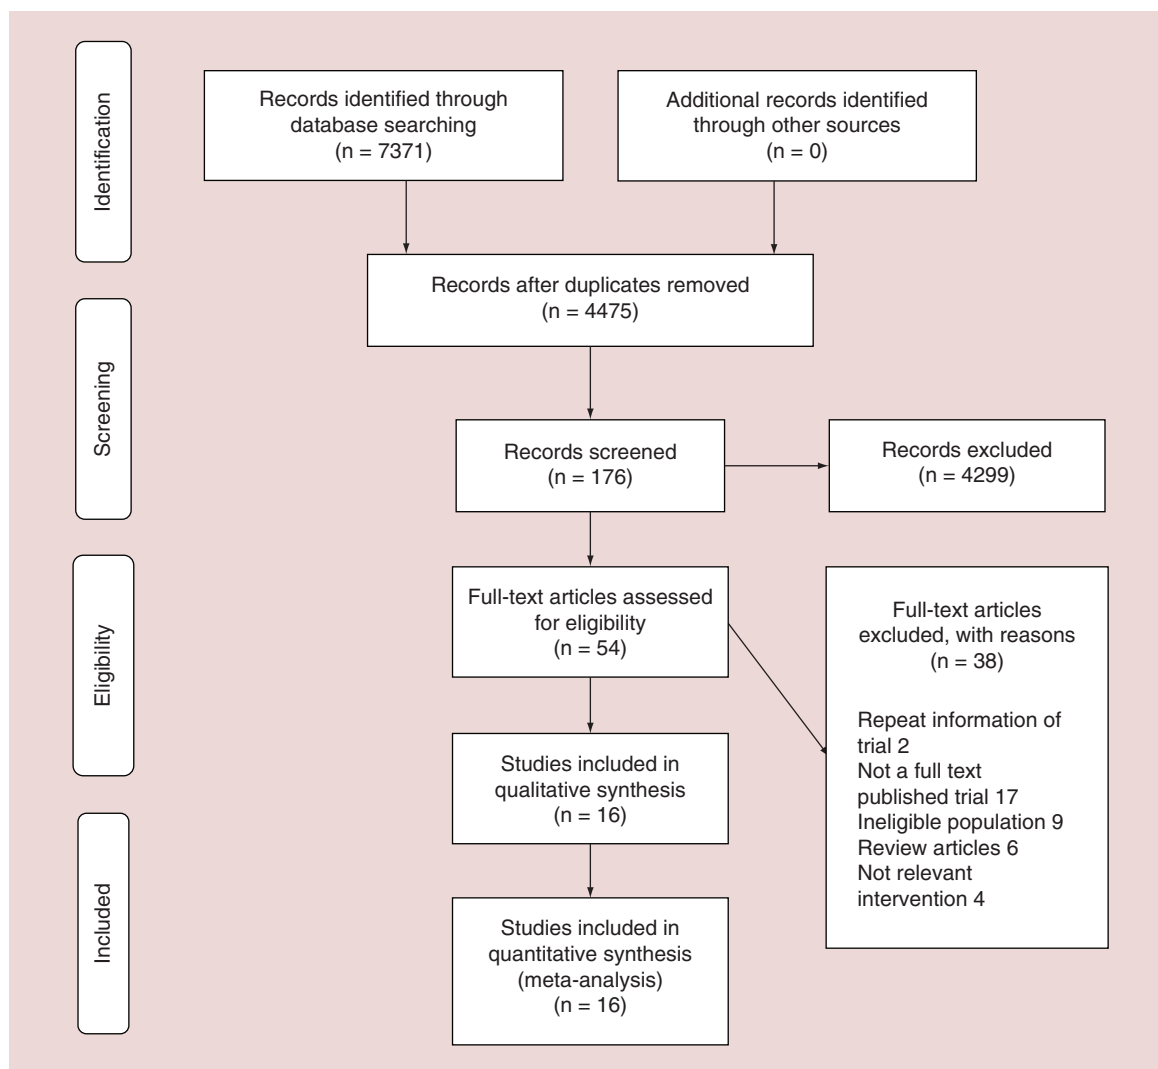 Identification
Records identified through
database searching
(n = 7371)
Additional records identified
through other sources
(n = 0)
Records after duplicates removed
(n = 4475)
Screening
Records screened
(n = 176)
Records excluded
(n = 4299)
Eligibility
Full-text articles assessed
for eligibility
(n = 54)
Full-text articles
excluded, with reasons
(n = 38)
Repeat information of
trial 2
Not a full text
published trial 17
Ineligible population 9
Review articles 6
Not relevant
intervention 4
Studies included in
qualitative synthesis
(n = 16)
Included
Studies included in
quantitative synthesis
(meta-analysis)
(n = 16)